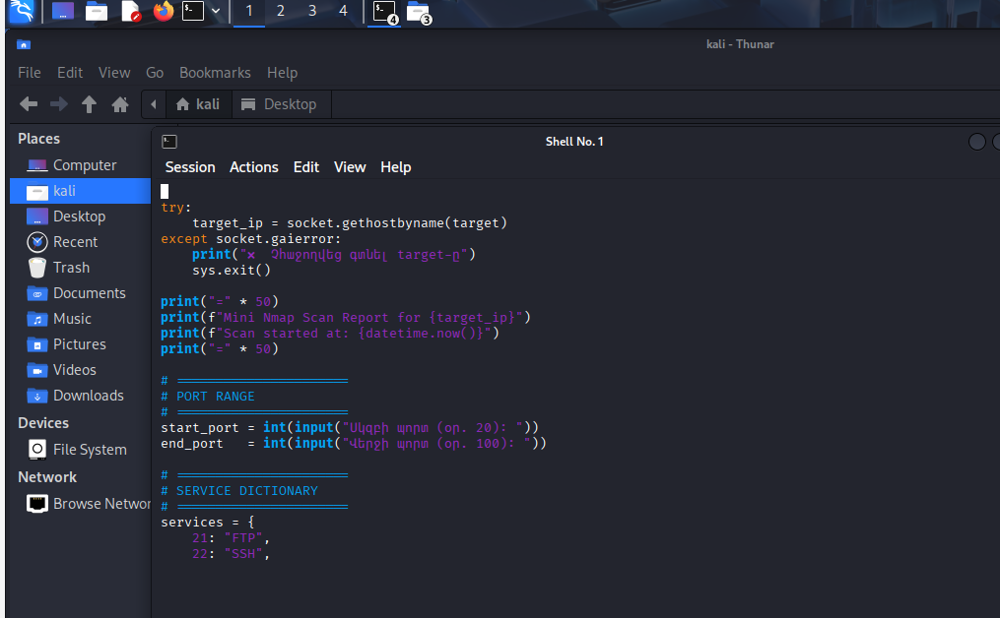 1 2 3 4 4 3
kali - Thunar
File Edit View Go Bookmarks Help
kali Desktop
Places
Computer
kali
Desktop
Recent
Trash
Documents
Music
Pictures
Videos
Downloads
Devices
File System
Network
Browse Networ
Shell No. 1
Session Actions Edit View Help
try:
    target_ip = socket.gethostbyname(target)
except socket.gaierror:
    print("✖  Չհաջողվեց գտնել target-ը")
    sys.exit()
print("=" * 50)
print(f"Mini Nmap Scan Report for {target_ip}")
print(f"Scan started at: {datetime.now()}")
print("=" * 50)
# ======================
# PORT RANGE
# ======================
start_port = int(input("Սկզբի պորտ (օր. 20): "))
end_port   = int(input("Վերջի պորտ (օր. 100): "))
# ======================
# SERVICE DICTIONARY
# ======================
services = {
    21: "FTP",
    22: "SSH",